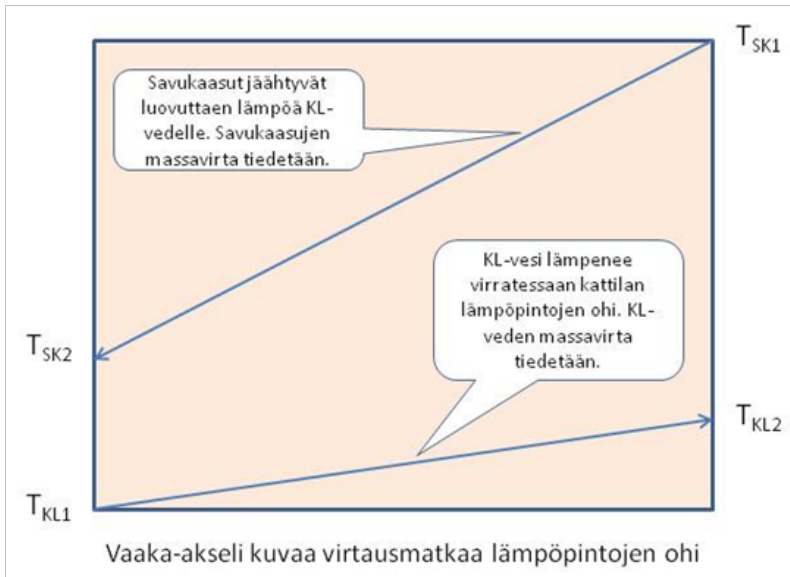 T_SK1
Savukaasut jäähtyvät
luovuttaen lämpöä KL-
vedelle. Savukaasujen
massavirta tiedetään.
KL-vesi lämpenee
virratessaan kattilan
lämpöpintojen ohi. KL-
veden massavirta
tiedetään.
T_SK2
T_KL2
T_KL1
Vaaka-akseli kuvaa virtausmatkaa lämpöpintojen ohi